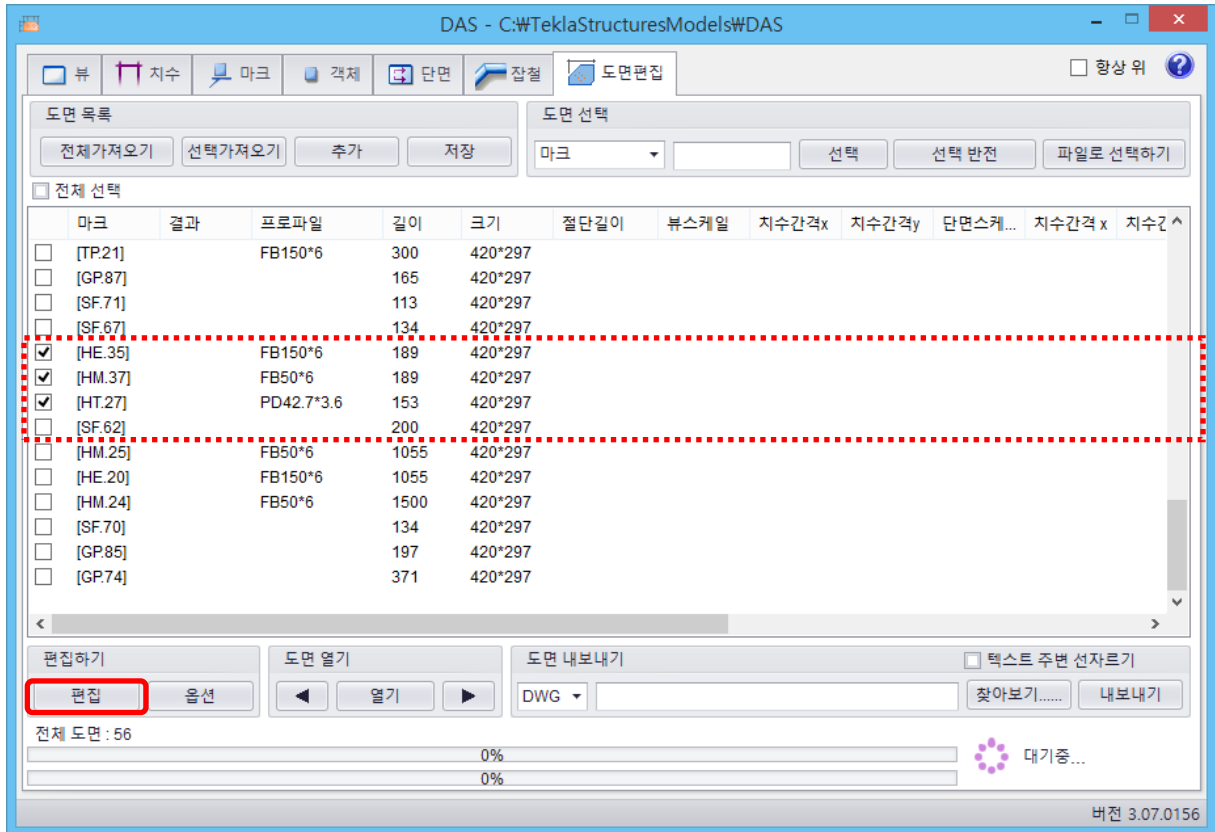 DAS - C:₩TeklaStructuresModels₩DAS
뷰 치수 마크 객체 단면 잡철 도면편집 항상 위
도면 목록 도면 선택
전체가져오기 선택가져오기 추가 저장 마크 선택 선택 반전 파일로 선택하기
전체 선택
마크 결과 프로파일 길이 크기 절단길이 뷰스케일 치수간격x 치수간격y 단면스케... 치수간격 x 치수간
[TP.21] FB150*6 300 420*297
[GP.87] 165 420*297
[SF.71] 113 420*297
[SF.67] 134 420*297
[HE.35] FB150*6 189 420*297
[HM.37] FB50*6 189 420*297
[HT.27] PD42.7*3.6 153 420*297
[SF.62] 200 420*297
[HM.25] FB50*6 1055 420*297
[HE.20] FB150*6 1055 420*297
[HM.24] FB50*6 1500 420*297
[SF.70] 134 420*297
[GP.85] 197 420*297
[GP.74] 371 420*297
편집하기 도면 열기 도면 내보내기 텍스트 주변 선자르기
편집 옵션 열기 DWG 찾아보기...... 내보내기
전체 도면 : 56
0%
대기중...
0%
버전 3.07.0156